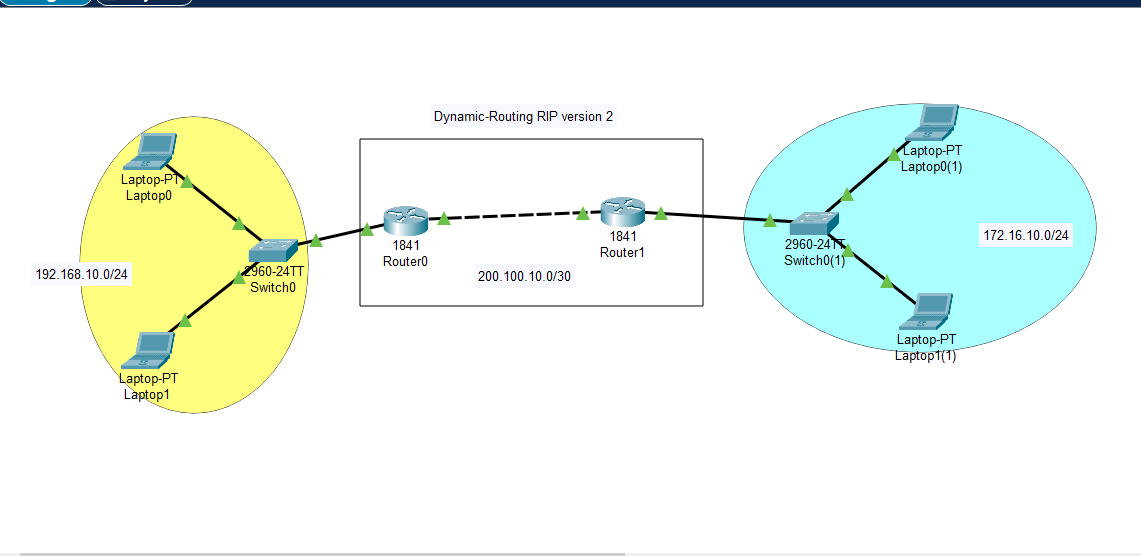 Dynamic-Routing RIP version 2
Laptop-PT
Laptop0
192.168.10.0/24
2960-24TT
Switch0
Laptop-PT
Laptop1
1841
Router0
200.100.10.0/30
1841
Router1
Laptop-PT
Laptop0(1)
2960-24TT
Switch0(1)
172.16.10.0/24
Laptop-PT
Laptop1(1)